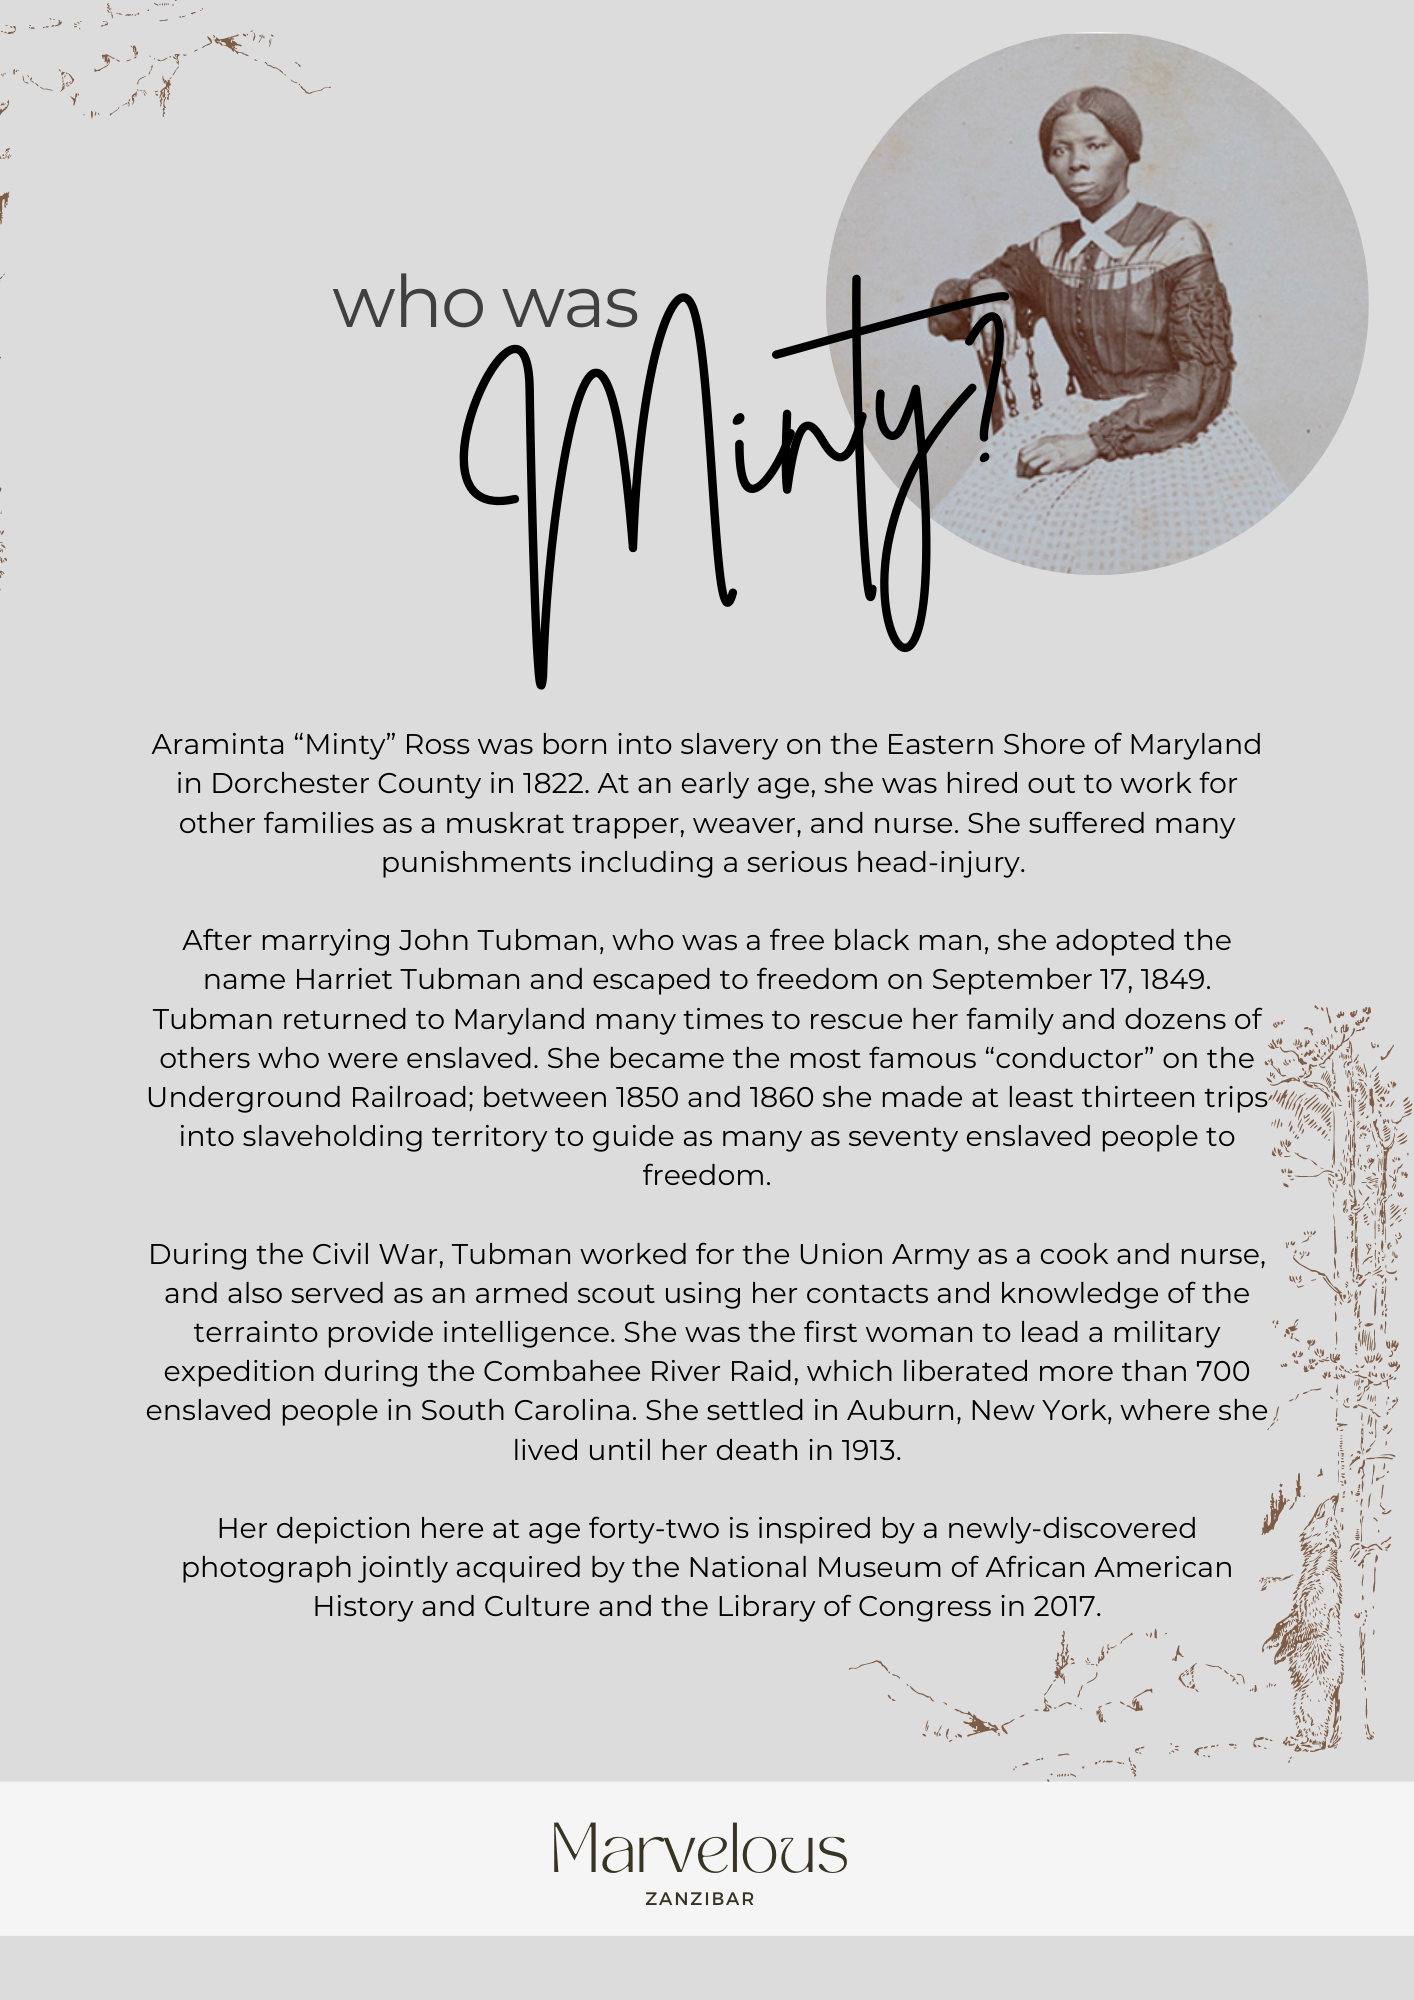 who was
Minty?
Araminta “Minty” Ross was born into slavery on the Eastern Shore of Maryland
in Dorchester County in 1822. At an early age, she was hired out to work for
other families as a muskrat trapper, weaver, and nurse. She suffered many
punishments including a serious head-injury.
After marrying John Tubman, who was a free black man, she adopted the
name Harriet Tubman and escaped to freedom on September 17, 1849.
Tubman returned to Maryland many times to rescue her family and dozens of
others who were enslaved. She became the most famous “conductor” on the
Underground Railroad; between 1850 and 1860 she made at least thirteen trips
into slaveholding territory to guide as many as seventy enslaved people to
freedom.
During the Civil War, Tubman worked for the Union Army as a cook and nurse,
and also served as an armed scout using her contacts and knowledge of the
terrainto provide intelligence. She was the first woman to lead a military
expedition during the Combahee River Raid, which liberated more than 700
enslaved people in South Carolina. She settled in Auburn, New York, where she
lived until her death in 1913.
Her depiction here at age forty-two is inspired by a newly-discovered
photograph jointly acquired by the National Museum of African American
History and Culture and the Library of Congress in 2017.
Marvelous
ZANZIBAR